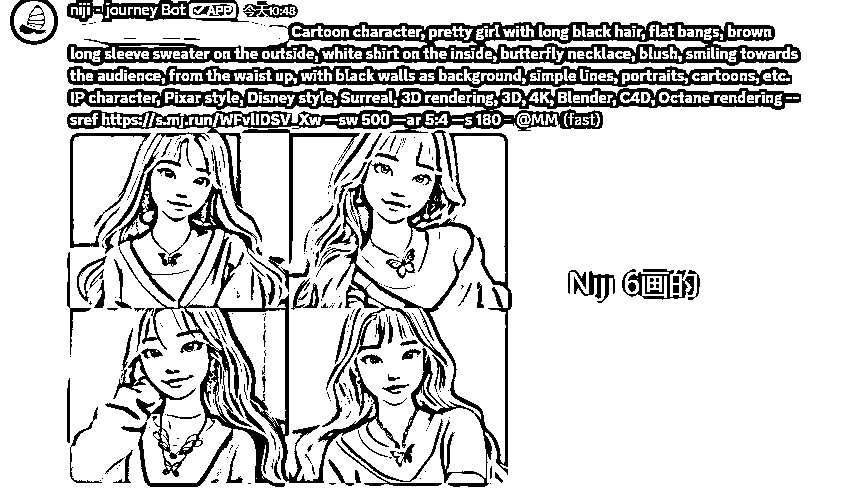 niji - journey Bot ✓APP 今天10:48
Cartoon character, pretty girl with long black hair, flat bangs, brown
long sleeve sweater on the outside, white shirt on the inside, butterfly necklace, blush, smiling towards
the audience, from the waist up, with black walls as background, simple lines, portraits, cartoons, etc.
IP character, Pixar style, Disney style, Surreal, 3D rendering, 3D, 4K, Blender, C4D, Octane rendering --
sref https://s.mj.run/WFvlIDSV_Xw --sw 500 --ar 5:4 --s 180 - @MM (fast)
Niji 6画的